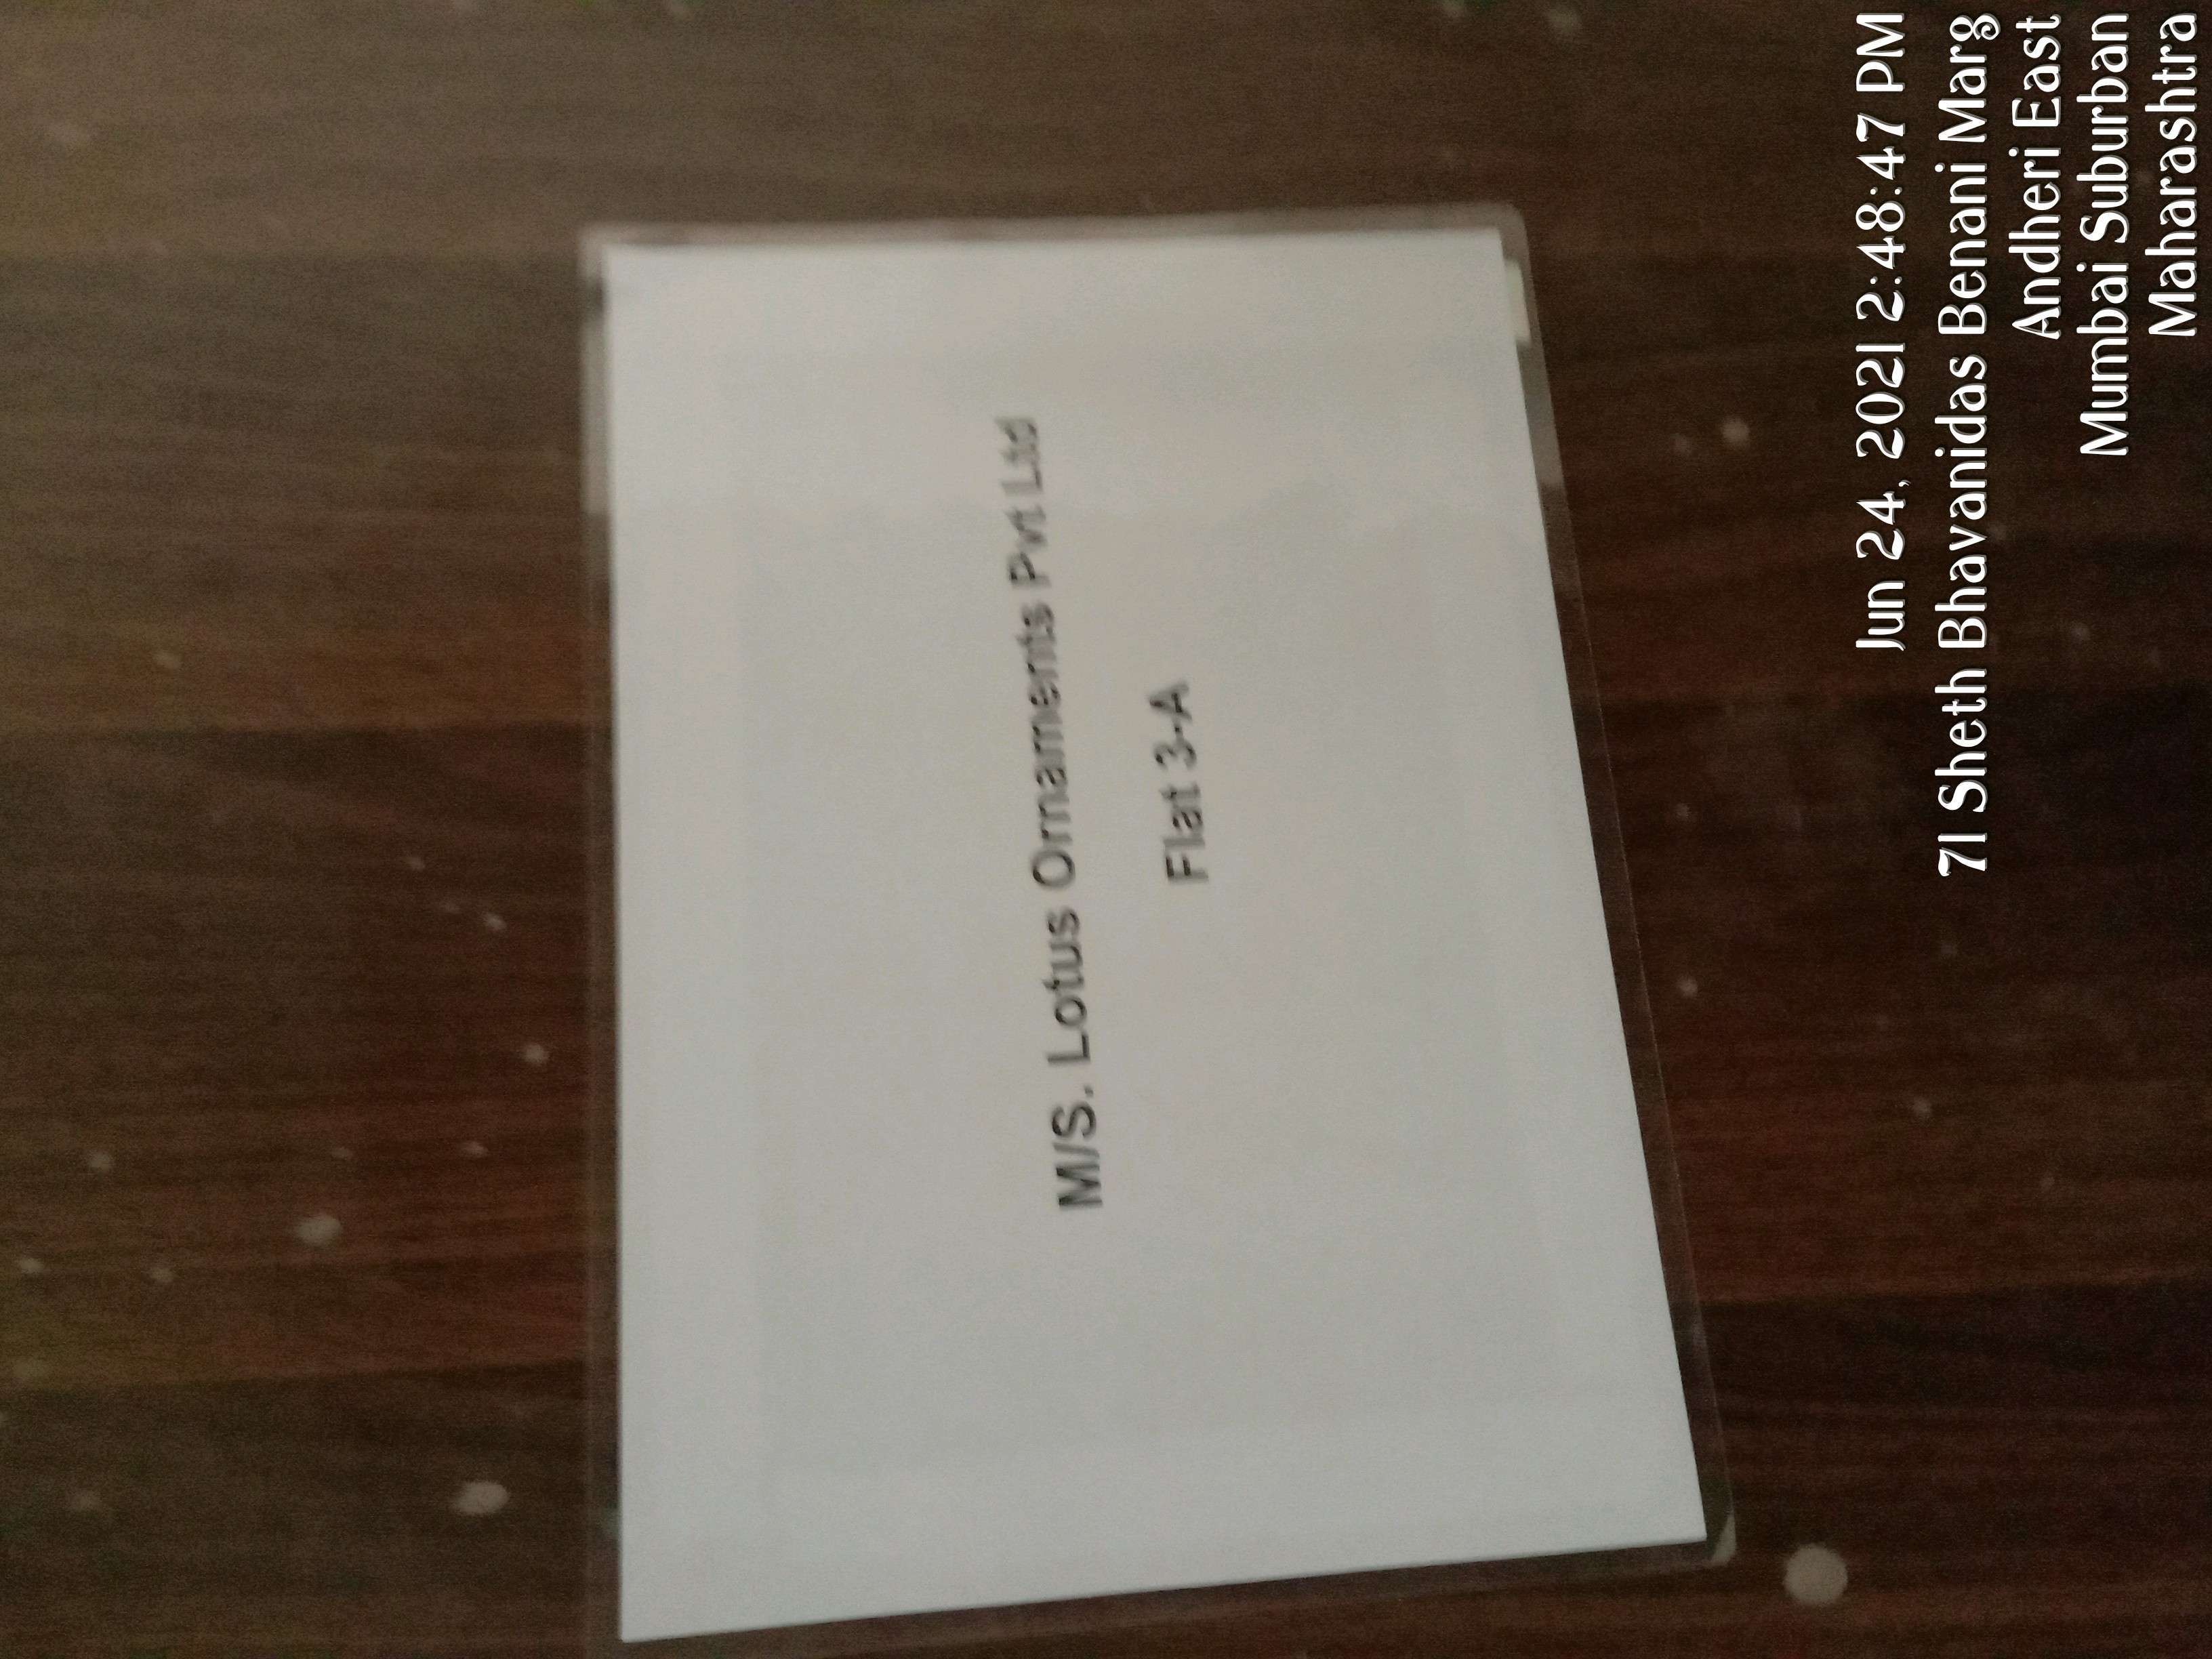 M/S. Lotus Ornaments Pvt Ltd
Flat 3-A
Jun 24, 2021 2:48:47 PM
71 Sheth Bhavanidas Benani Marg
Andheri East
Mumbai Suburban
Maharashtra